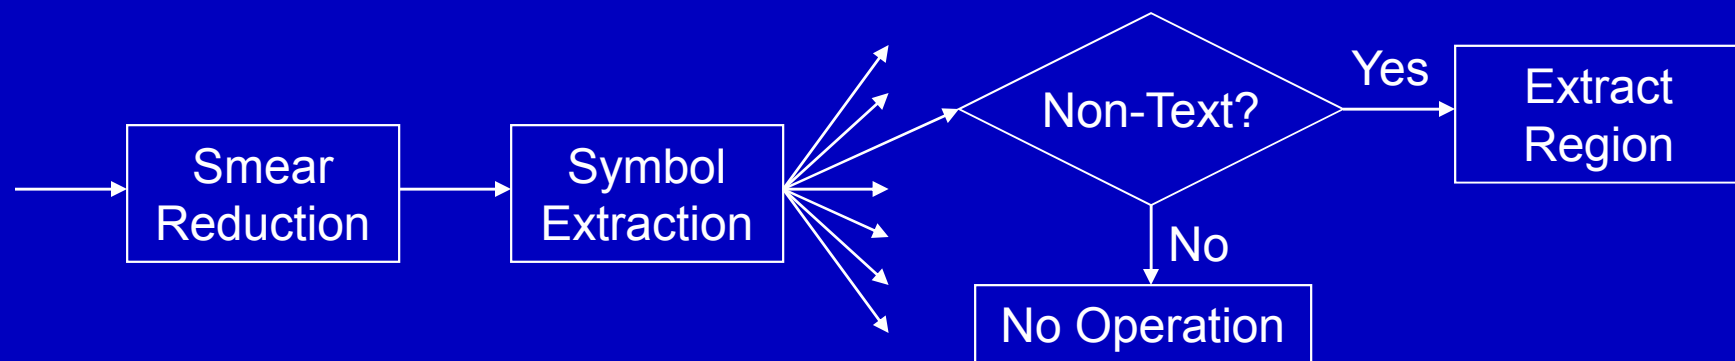 Smear
Reduction
Symbol
Extraction
Non-Text?
Yes
Extract
Region
No
No Operation